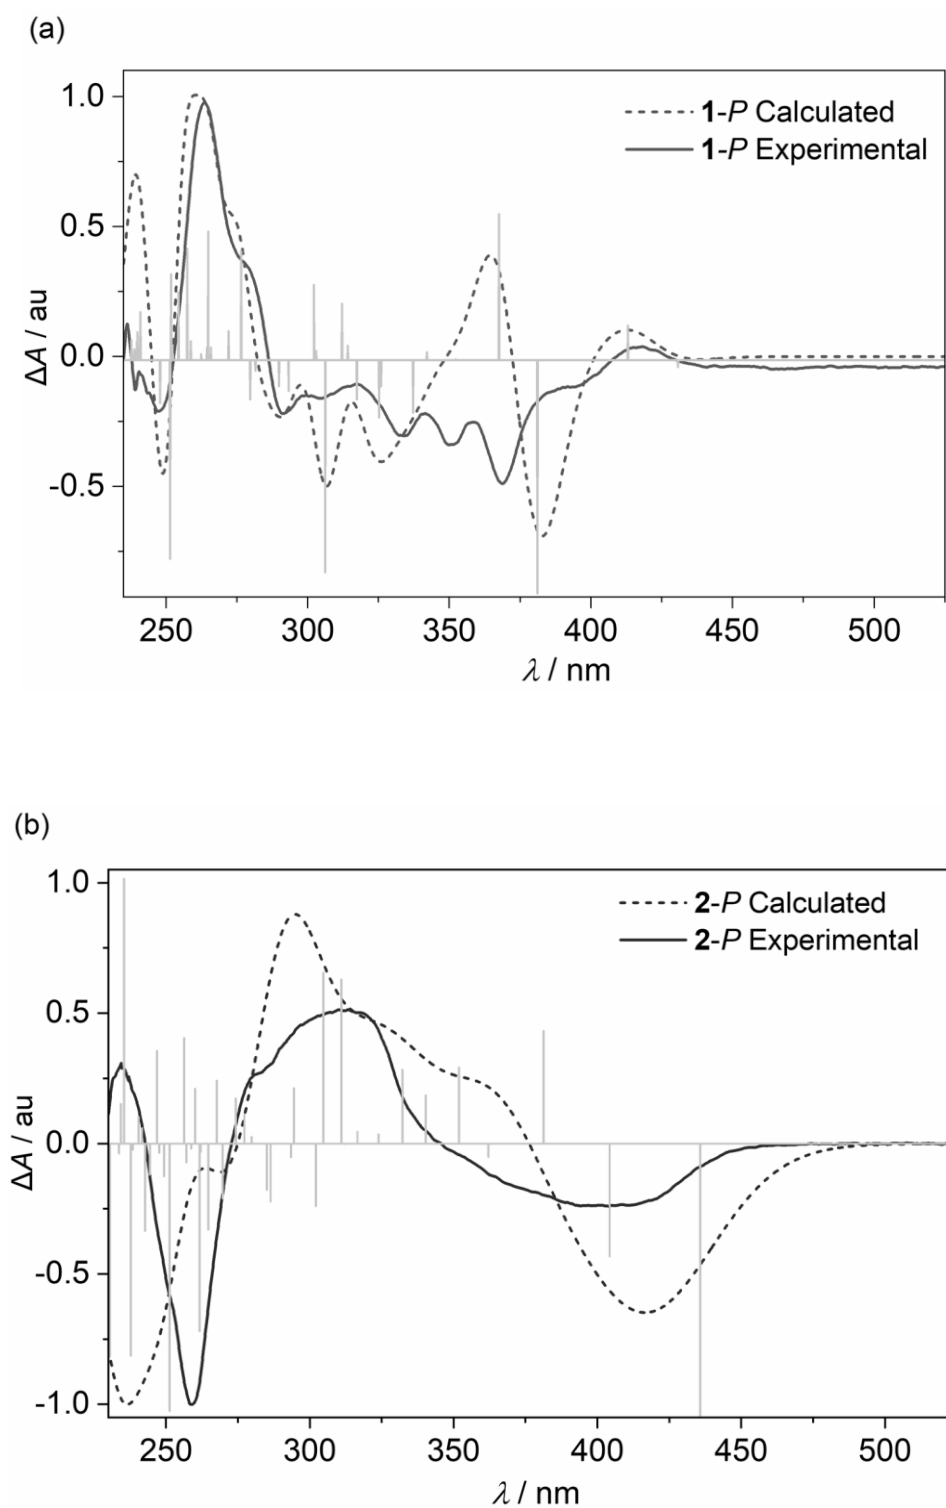 (a)
1-P Calculated
1-P Experimental
ΔA / au
1.0
0.5
0.0
-0.5
250 300 350 400 450 500
λ / nm
(b)
2-P Calculated
2-P Experimental
ΔA / au
1.0
0.5
0.0
-0.5
-1.0
250 300 350 400 450 500
λ / nm